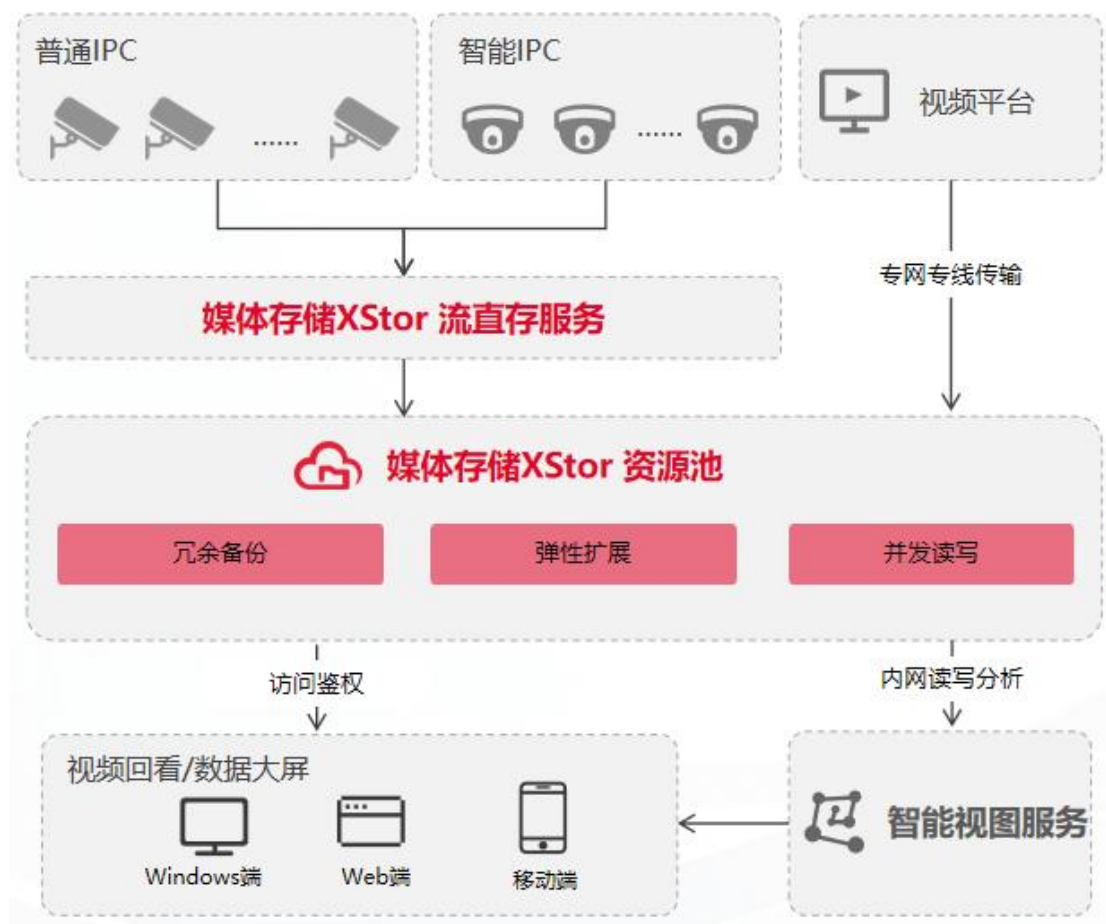 普通IPC
智能IPC
视频平台
......
......
专网专线传输
媒体存储XStor 流直存服务
媒体存储XStor 资源池
冗余备份
弹性扩展
并发读写
访问鉴权
内网读写分析
视频回看/数据大屏
智能视图服务
Windows端
Web端
移动端